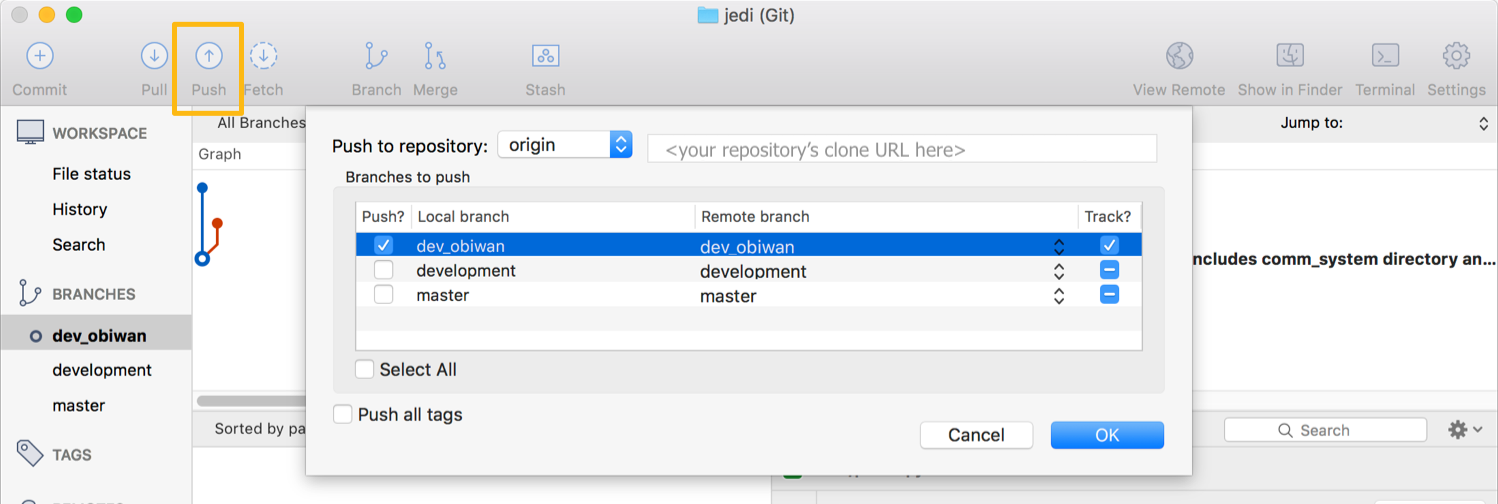 jedi (Git)
Commit Pull Push Fetch Branch Merge Stash View Remote Show in Finder Terminal Settings
WORKSPACE
File status
History
Search
BRANCHES
dev_obiwan
development
master
TAGS
All Branches
Graph
Sorted by pa
Push to repository: origin <your repository's clone URL here>
Branches to push
Push? Local branch Remote branch Track?
dev_obiwan dev_obiwan
development development
master master
Select All
Push all tags
Cancel OK
Jump to:
ncludes comm_system directory an...
Search